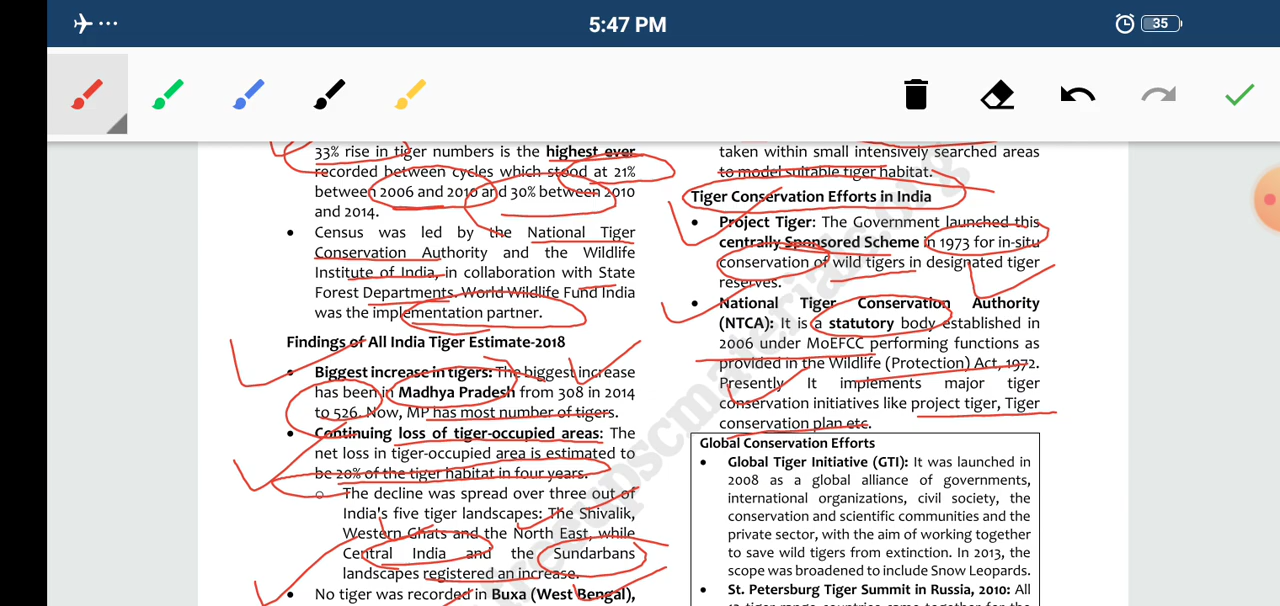 5:47 PM
35
33% rise in tiger numbers is the highest ever
recorded between cycles which stood at 21%
between 2006 and 2010 and 30% between 2010
and 2014.
• Census was led by the National Tiger
Conservation Authority and the Wildlife
Institute of India, in collaboration with State
Forest Departments. World Wildlife Fund India
was the implementation partner.
Findings of All India Tiger Estimate-2018
• Biggest increase in tigers: The biggest increase
has been in Madhya Pradesh from 308 in 2014
to 526. Now, MP has most number of tigers.
• Continuing loss of tiger-occupied areas: The
net loss in tiger-occupied area is estimated to
be 20% of the tiger habitat in four years.
o The decline was spread over three out of
India's five tiger landscapes: The Shivalik,
Western Ghats and the North East, while
Central India and the Sundarbans
landscapes registered an increase.
• No tiger was recorded in Buxa (West Bengal),
taken within small intensively searched areas
to model suitable tiger habitat.
Tiger Conservation Efforts in India
• Project Tiger: The Government launched this
centrally Sponsored Scheme in 1973 for in-situ
conservation of wild tigers in designated tiger
reserves.
• National Tiger Conservation Authority
(NTCA): It is a statutory body established in
2006 under MoEFCC performing functions as
provided in the Wildlife (Protection) Act, 1972.
Presently It implements major tiger
conservation initiatives like project tiger, Tiger
conservation plan etc.
Global Conservation Efforts
• Global Tiger Initiative (GTI): It was launched in
2008 as a global alliance of governments,
international organizations, civil society, the
conservation and scientific communities and the
private sector, with the aim of working together
to save wild tigers from extinction. In 2013, the
scope was broadened to include Snow Leopards.
• St. Petersburg Tiger Summit in Russia, 2010: All